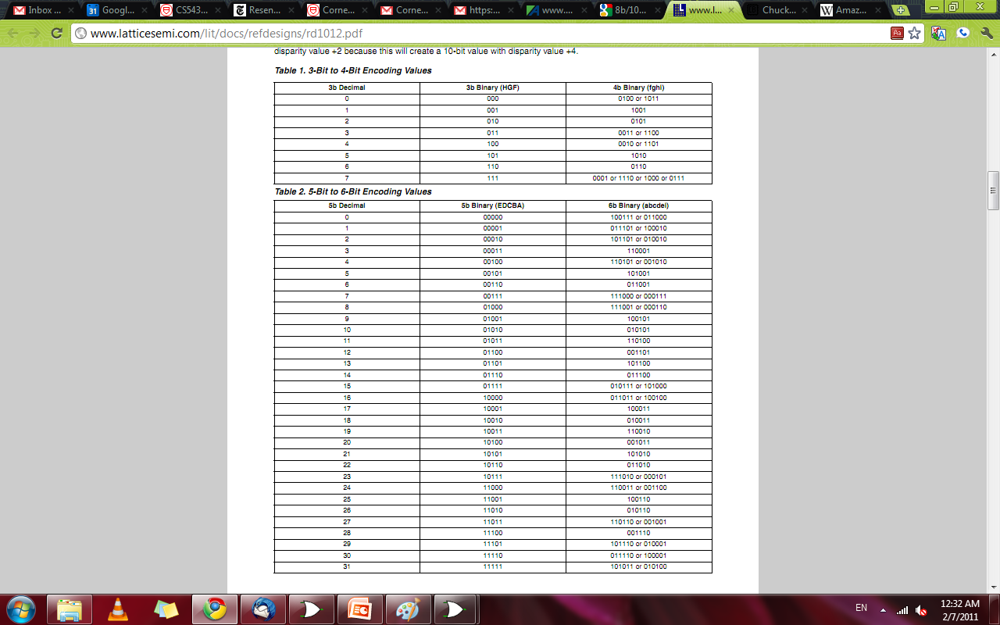 Inbox ... Googl... CS543... Resen... Corne... Corne... https:... www.... 8b/10... www.l... Chuck... Amaz...
www.latticesemi.com/lit/docs/refdesigns/rd1012.pdf
disparity value +2 because this will create a 10-bit value with disparity value +4.
Table 1. 3-Bit to 4-Bit Encoding Values
3b Decimal 3b Binary (HGF) 4b Binary (fghi)
0 000 0100 or 1011
1 001 1001
2 010 0101
3 011 0011 or 1100
4 100 0010 or 1101
5 101 1010
6 110 0110
7 111 0001 or 1110 or 1000 or 0111
Table 2. 5-Bit to 6-Bit Encoding Values
5b Decimal 5b Binary (EDCBA) 6b Binary (abcdei)
0 00000 100111 or 011000
1 00001 011101 or 100010
2 00010 101101 or 010010
3 00011 110001
4 00100 110101 or 001010
5 00101 101001
6 00110 011001
7 00111 111000 or 000111
8 01000 111001 or 000110
9 01001 100101
10 01010 010101
11 01011 110100
12 01100 001101
13 01101 101100
14 01110 011100
15 01111 010111 or 101000
16 10000 011011 or 100100
17 10001 100011
18 10010 010011
19 10011 110010
20 10100 001011
21 10101 101010
22 10110 011010
23 10111 111010 or 000101
24 11000 110011 or 001100
25 11001 100110
26 11010 010110
27 11011 110110 or 001001
28 11100 001110
29 11101 101110 or 010001
30 11110 011110 or 100001
31 11111 101011 or 010100
EN 12:32 AM
2/7/2011